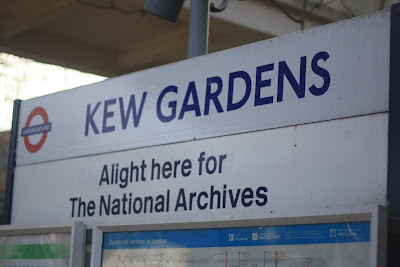 KEW GARDENS
UNDERGROUND
Alight here for
The National Archives